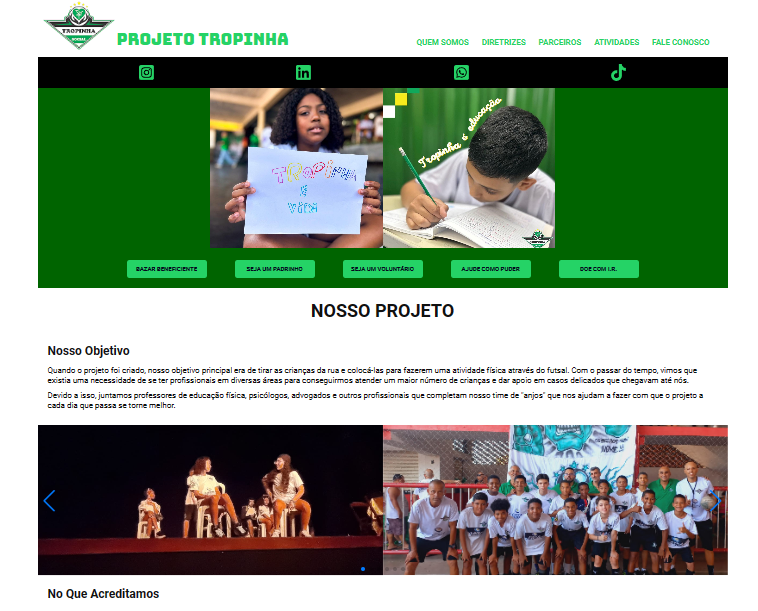 TROPINHA
PROJETO TROPINHA
QUEM SOMOS DIRETRIZES PARCEIROS ATIVIDADES FALE CONOSCO
TROPINHA
É
VIDA
Tropinha é educação
BAZAR BENEFICIENTE SEJA UM PADRINHO SEJA UM VOLUNTÁRIO AJUDE COMO PUDER DOE COM I.R.
NOSSO PROJETO
Nosso Objetivo
Quando o projeto foi criado, nosso objetivo principal era de tirar as crianças da rua e colocá-las para fazerem uma atividade física através do futsal. Com o passar do tempo, vimos que
existia uma necessidade de se ter profissionais em diversas áreas para conseguirmos atender um maior número de crianças e dar apoio em casos delicados que chegavam até nós.
Devido a isso, juntamos professores de educação física, psicólogos, advogados e outros profissionais que completam nosso time de "anjos" que nos ajudam a fazer com que o projeto a
cada dia que passa se torne melhor.
No Que Acreditamos